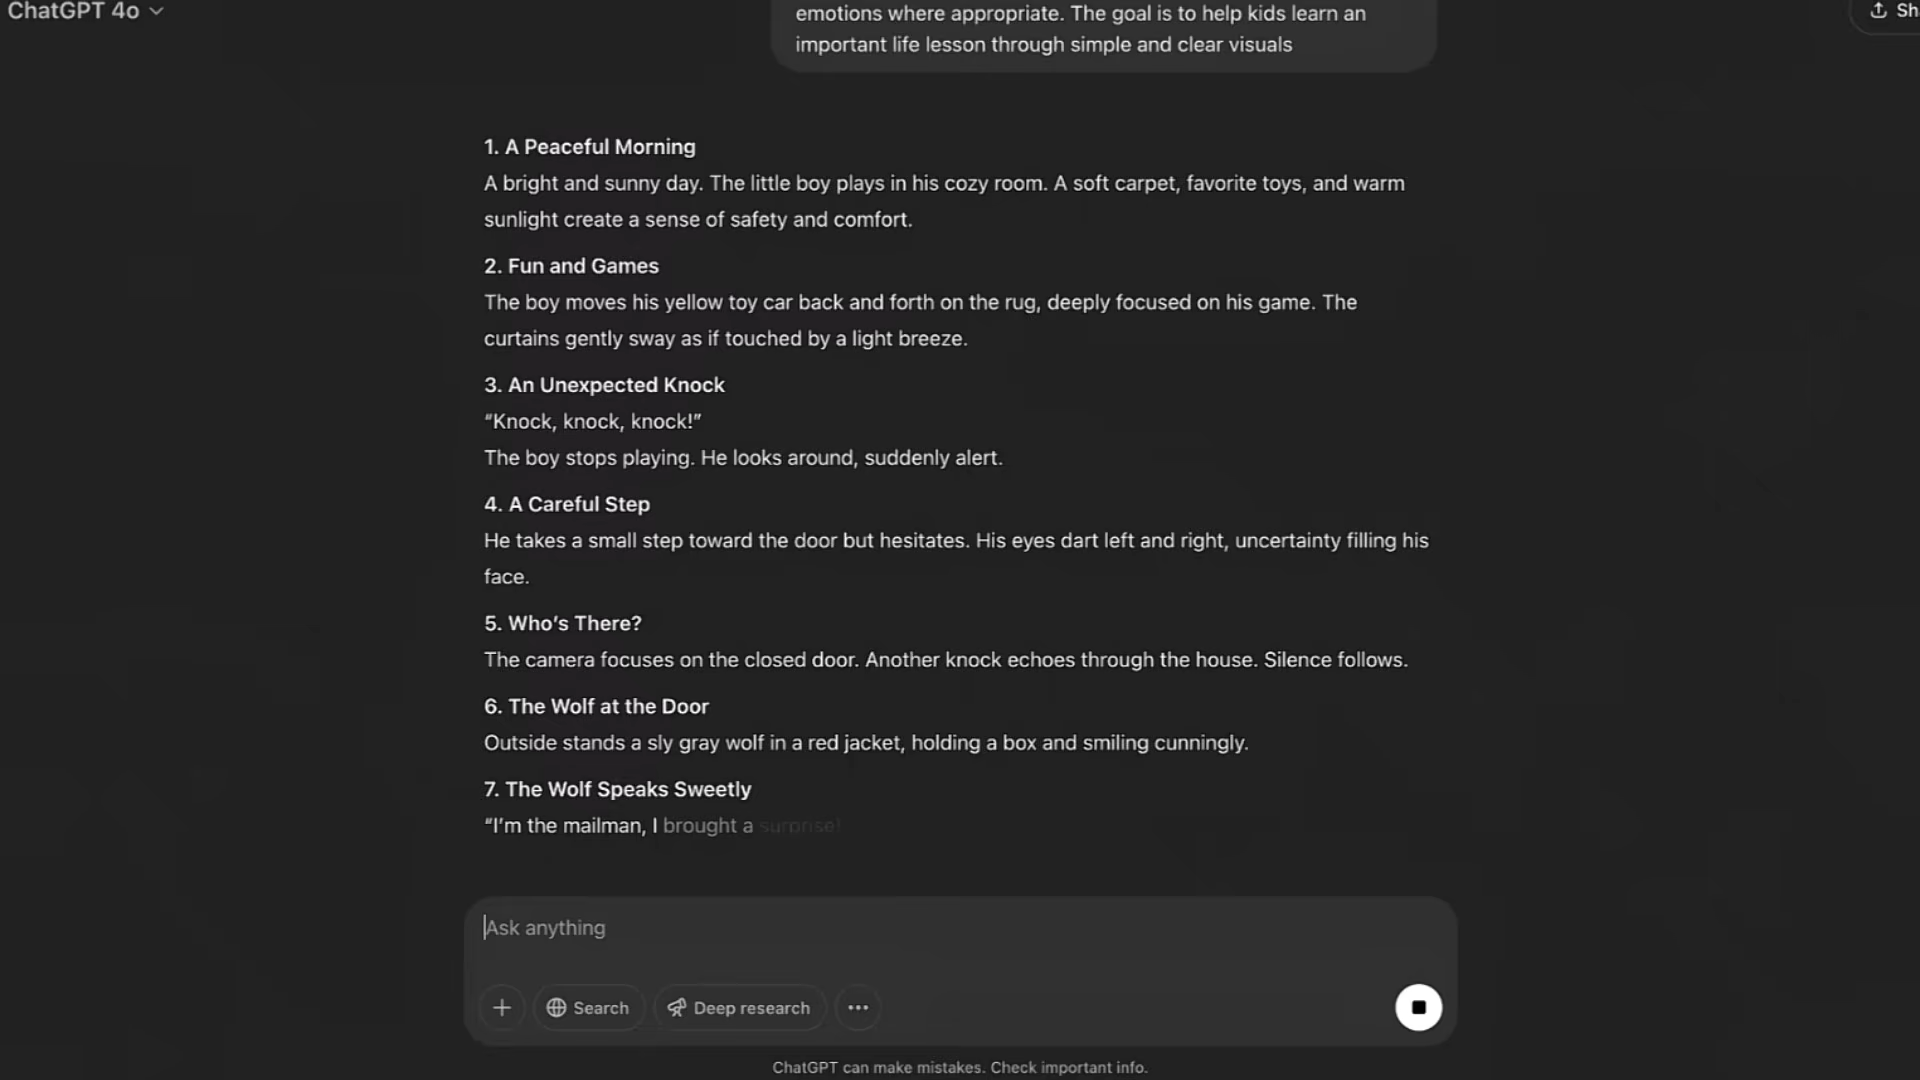 ChatGPT 4o
Sh
emotions where appropriate. The goal is to help kids learn an
important life lesson through simple and clear visuals
1. A Peaceful Morning
A bright and sunny day. The little boy plays in his cozy room. A soft carpet, favorite toys, and warm
sunlight create a sense of safety and comfort.
2. Fun and Games
The boy moves his yellow toy car back and forth on the rug, deeply focused on his game. The
curtains gently sway as if touched by a light breeze.
3. An Unexpected Knock
“Knock, knock, knock!”
The boy stops playing. He looks around, suddenly alert.
4. A Careful Step
He takes a small step toward the door but hesitates. His eyes dart left and right, uncertainty filling his
face.
5. Who’s There?
The camera focuses on the closed door. Another knock echoes through the house. Silence follows.
6. The Wolf at the Door
Outside stands a sly gray wolf in a red jacket, holding a box and smiling cunningly.
7. The Wolf Speaks Sweetly
“I’m the mailman, I brought a surprise!
Ask anything
Search
Deep research
ChatGPT can make mistakes. Check important info.